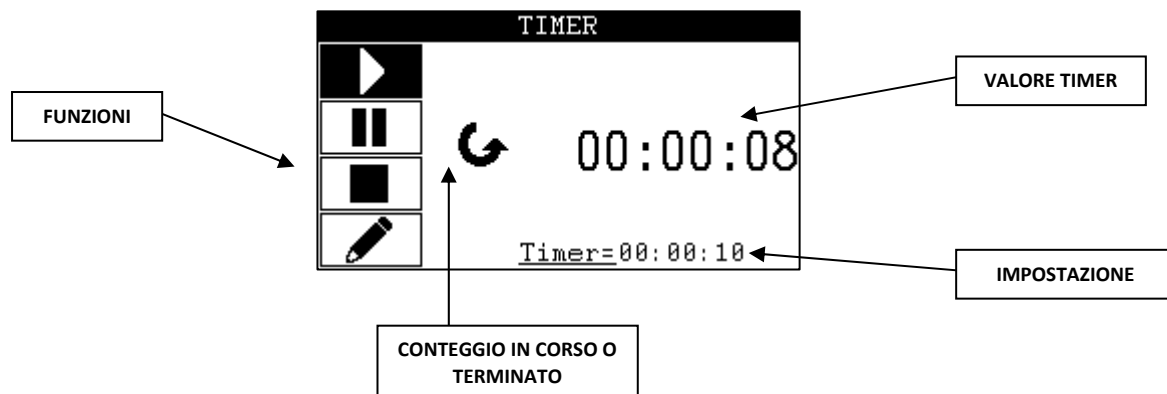 TIMER
FUNZIONI
VALORE TIMER
00:00:08
Timer=00:00:10
IMPOSTAZIONE
CONTEGGIO IN CORSO O
TERMINATO